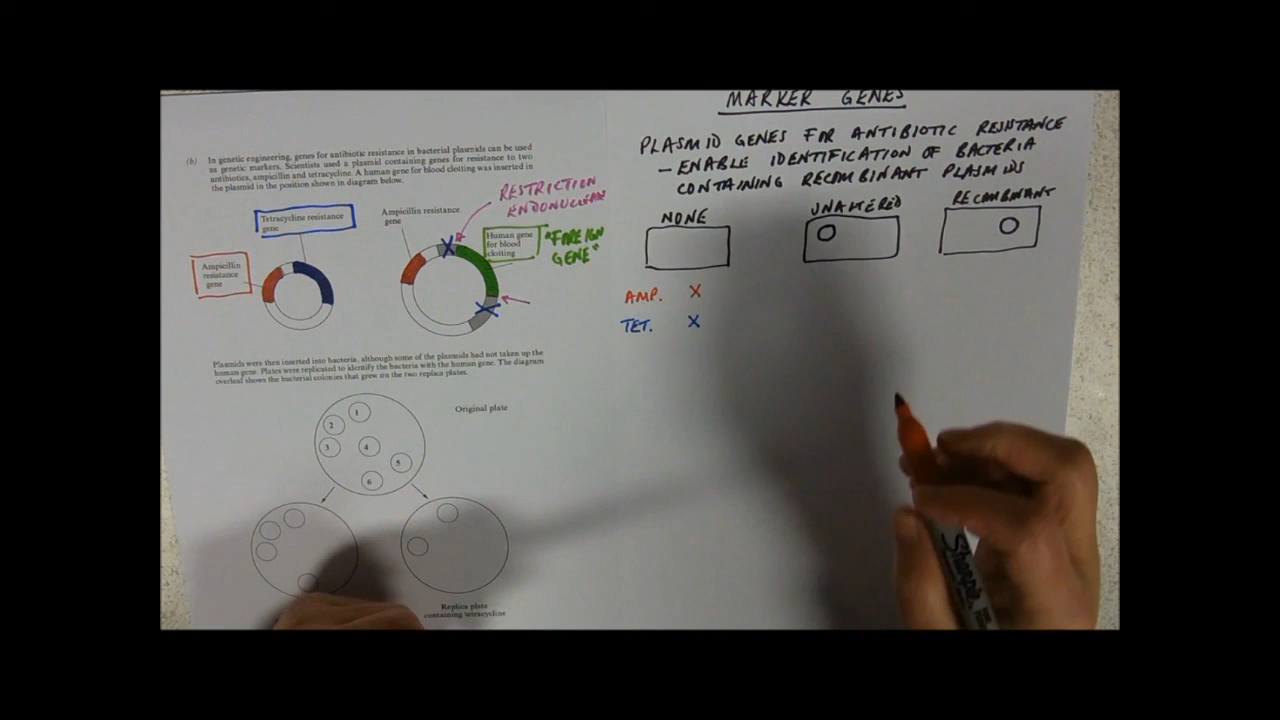 (b) In genetic engineering, genes for antibiotic resistance in bacterial plasmids can be used
as genetic markers. Scientists used a plasmid containing genes for resistance to two
antibiotics, ampicillin and tetracycline. A human gene for blood clotting was inserted in
the plasmid in the position shown in diagram below.
Tetracycline resistance
gene
Ampicillin
resistance
gene
Ampicillin resistance
gene
Human gene
for blood
clotting
RESTRICTION
ENDONUCLEASE
"FOREIGN
GENE"
Plasmids were then inserted into bacteria, although some of the plasmids had not taken up the
human gene. Plates were replicated to identify the bacteria with the human gene. The diagram
overleaf shows the bacterial colonies that grew on the two replica plates.
Original plate
1
2
3
4
5
6
Replica plate
containing tetracycline
MARKER GENES
PLASMID GENES FOR ANTIBIOTIC RESISTANCE
– ENABLE IDENTIFICATION OF BACTERIA
CONTAINING RECOMBINANT PLASMIDS
NONE UNALTERED RECOMBINANT
AMP. X
TET. X
Sharpie